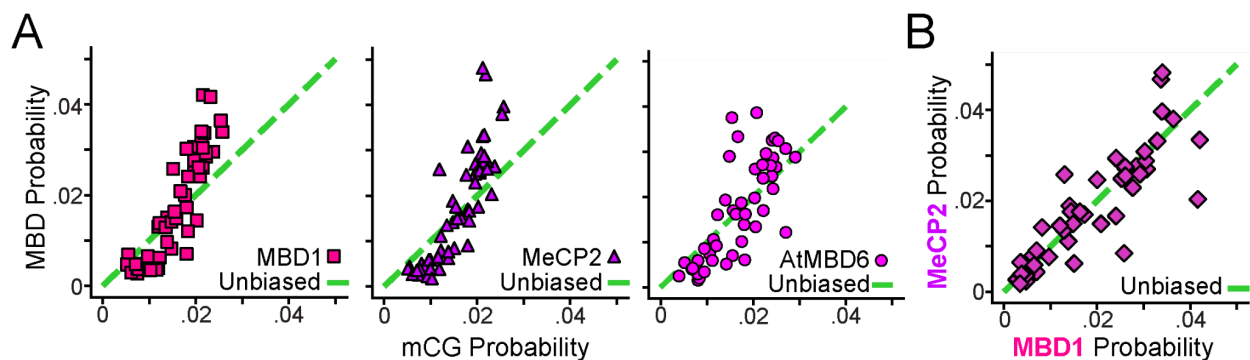 A
B
MBD Probability
.04
.02
0
MBD1
Unbiased
0
.02
.04
MeCP2
Unbiased
0
.02
.04
AtMBD6
Unbiased
0
.02
.04
mCG Probability
MeCP2 Probability
.04
.02
0
Unbiased
0
.02
.04
MBD1 Probability